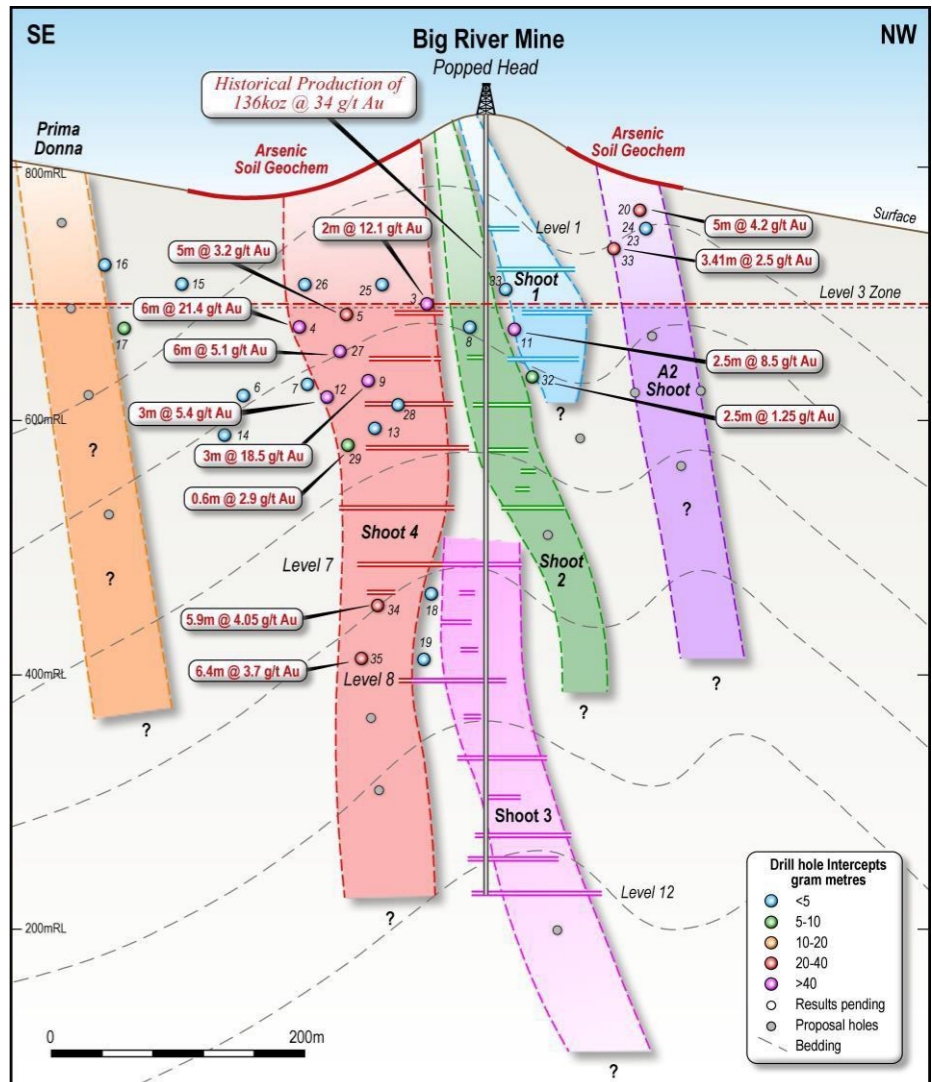 SE
NW
Big River Mine
Popped Head
Historical Production of
136koz @ 34 g/t Au
Prima
Donna
Arsenic
Soil Geochem
Arsenic
Soil Geochem
800mRL
Surface
20
5m @ 4.2 g/t Au
24
23
33
3.41m @ 2.5 g/t Au
2m @ 12.1 g/t Au
Level 1
5m @ 3.2 g/t Au
16
15
26
25
3
33
Shoot
1
Level 3 Zone
6m @ 21.4 g/t Au
4
5
17
8
11
6m @ 5.1 g/t Au
27
2.5m @ 8.5 g/t Au
A2
Shoot
6
7
12
9
32
3m @ 5.4 g/t Au
28
?
2.5m @ 1.25 g/t Au
600mRL
14
13
3m @ 18.5 g/t Au
29
?
0.6m @ 2.9 g/t Au
?
Shoot 4
Level 7
Shoot
2
?
5.9m @ 4.05 g/t Au
34
18
6.4m @ 3.7 g/t Au
35
19
400mRL
Level 8
?
?
?
Shoot 3
Level 12
?
200mRL
?
0
200m
Drill hole Intercepts
gram metres
<5
5-10
10-20
20-40
>40
Results pending
Proposal holes
Bedding